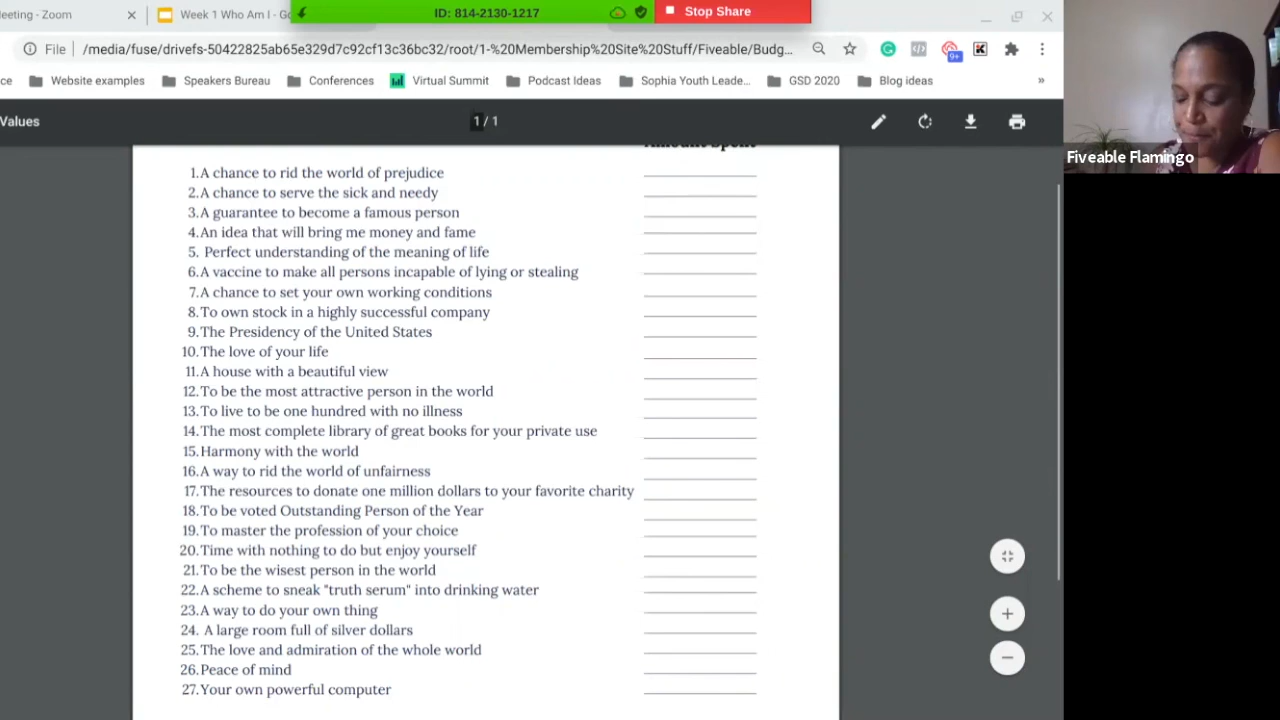 eeting - Zoom
Week 1 Who Am I - Go
ID: 814-2130-1217
Stop Share
File
/media/fuse/drivefs-50422825ab65e329d7c92cf13c36bc32/root/1-%20Membership%20Site%20Stuff/Fiveable/Budg...
9+
K
ce
Website examples
Speakers Bureau
Conferences
Virtual Summit
Podcast Ideas
Sophia Youth Leade...
GSD 2020
Blog ideas
»
Values
1 / 1
Fiveable Flamingo
Amount Spent
1.A chance to rid the world of prejudice
2.A chance to serve the sick and needy
3.A guarantee to become a famous person
4.An idea that will bring me money and fame
5. Perfect understanding of the meaning of life
6.A vaccine to make all persons incapable of lying or stealing
7.A chance to set your own working conditions
8.To own stock in a highly successful company
9.The Presidency of the United States
10.The love of your life
11.A house with a beautiful view
12.To be the most attractive person in the world
13.To live to be one hundred with no illness
14.The most complete library of great books for your private use
15.Harmony with the world
16.A way to rid the world of unfairness
17.The resources to donate one million dollars to your favorite charity
18.To be voted Outstanding Person of the Year
19.To master the profession of your choice
20.Time with nothing to do but enjoy yourself
21.To be the wisest person in the world
22.A scheme to sneak "truth serum" into drinking water
23.A way to do your own thing
24. A large room full of silver dollars
25.The love and admiration of the whole world
26.Peace of mind
27.Your own powerful computer